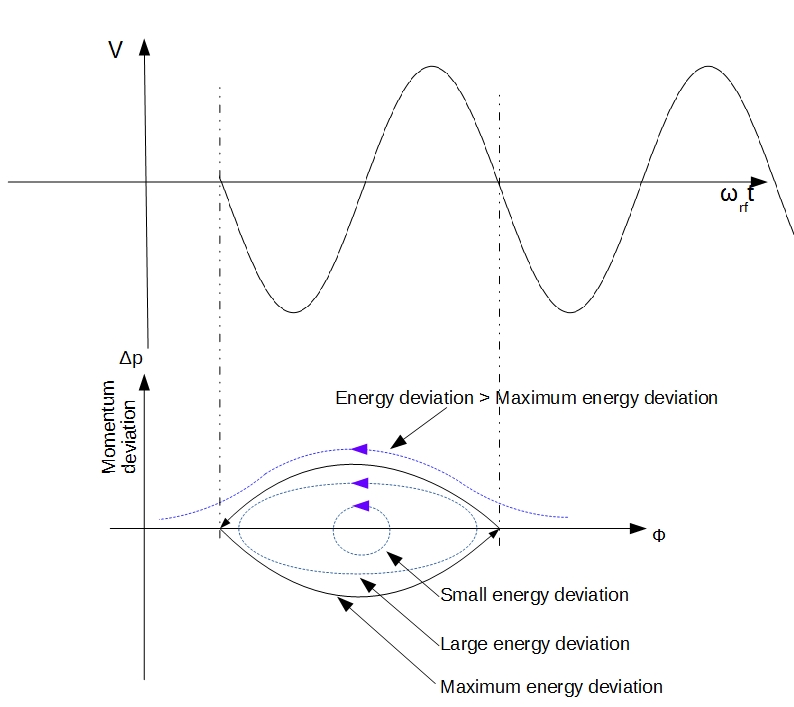 V
ω
rf
t
Δp
Momentum
deviation
Energy deviation > Maximum energy deviation
Φ
Small energy deviation
Large energy deviation
Maximum energy deviation